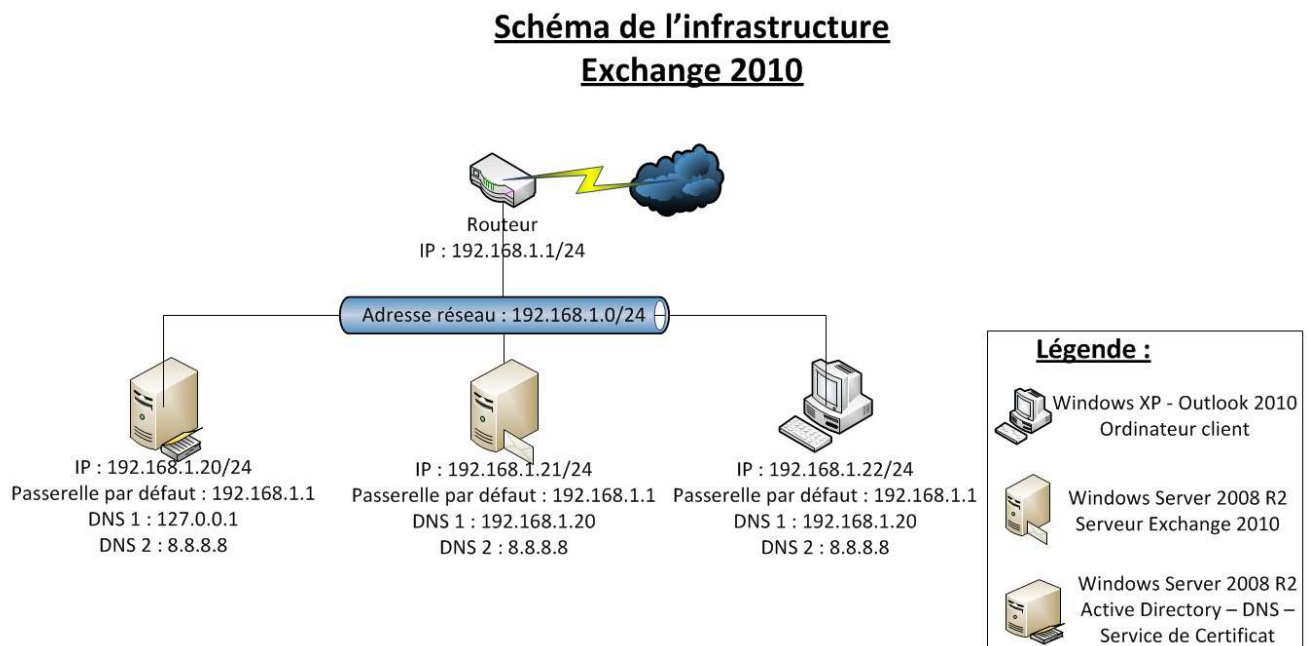 Schéma de l'infrastructure
Exchange 2010
Routeur
IP : 192.168.1.1/24
Adresse réseau : 192.168.1.0/24
IP : 192.168.1.20/24
Passerelle par défaut : 192.168.1.1
DNS 1 : 127.0.0.1
DNS 2 : 8.8.8.8
IP : 192.168.1.21/24
Passerelle par défaut : 192.168.1.1
DNS 1 : 192.168.1.20
DNS 2 : 8.8.8.8
IP : 192.168.1.22/24
Passerelle par défaut : 192.168.1.1
DNS 1 : 192.168.1.20
DNS 2 : 8.8.8.8
Légende :
Windows XP - Outlook 2010
Ordinateur client
Windows Server 2008 R2
Serveur Exchange 2010
Windows Server 2008 R2
Active Directory – DNS –
Service de Certificat